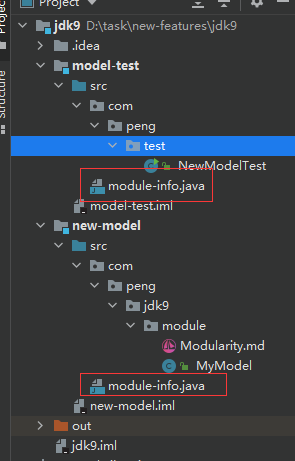 Project
Structure
jdk9 D:\task\new-features\jdk9
.idea
model-test
src
com
peng
test
NewModelTest
module-info.java
model-test.iml
new-model
src
com
peng
jdk9
module
Modularity.md
MyModel
module-info.java
new-model.iml
out
jdk9.iml